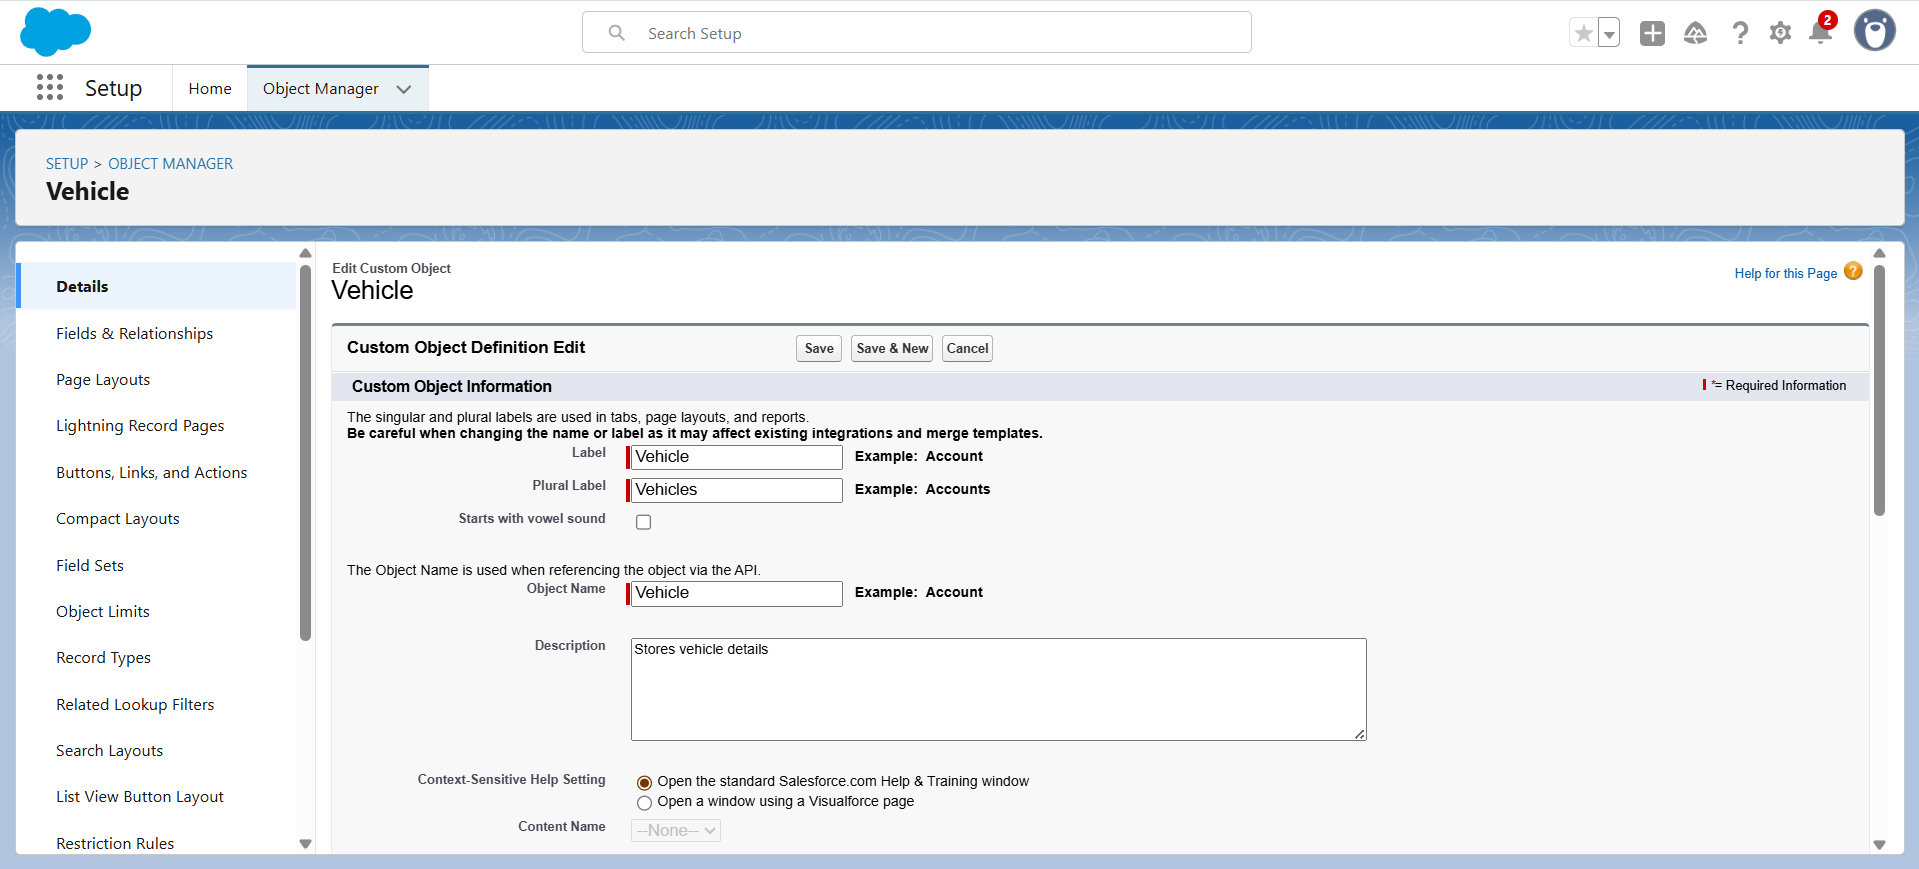 Search Setup
2
Setup
Home
Object Manager
SETUP > OBJECT MANAGER
Vehicle
Details
Fields & Relationships
Page Layouts
Lightning Record Pages
Buttons, Links, and Actions
Compact Layouts
Field Sets
Object Limits
Record Types
Related Lookup Filters
Search Layouts
List View Button Layout
Restriction Rules
Edit Custom Object
Vehicle
Help for this Page ?
Custom Object Definition Edit
Save
Save & New
Cancel
Custom Object Information
*= Required Information
The singular and plural labels are used in tabs, page layouts, and reports.
Be careful when changing the name or label as it may affect existing integrations and merge templates.
Label Vehicle Example: Account
Plural Label Vehicles Example: Accounts
Starts with vowel sound
The Object Name is used when referencing the object via the API.
Object Name Vehicle Example: Account
Description Stores vehicle details
Context-Sensitive Help Setting Open the standard Salesforce.com Help & Training window
Open a window using a Visualforce page
Content Name --None--